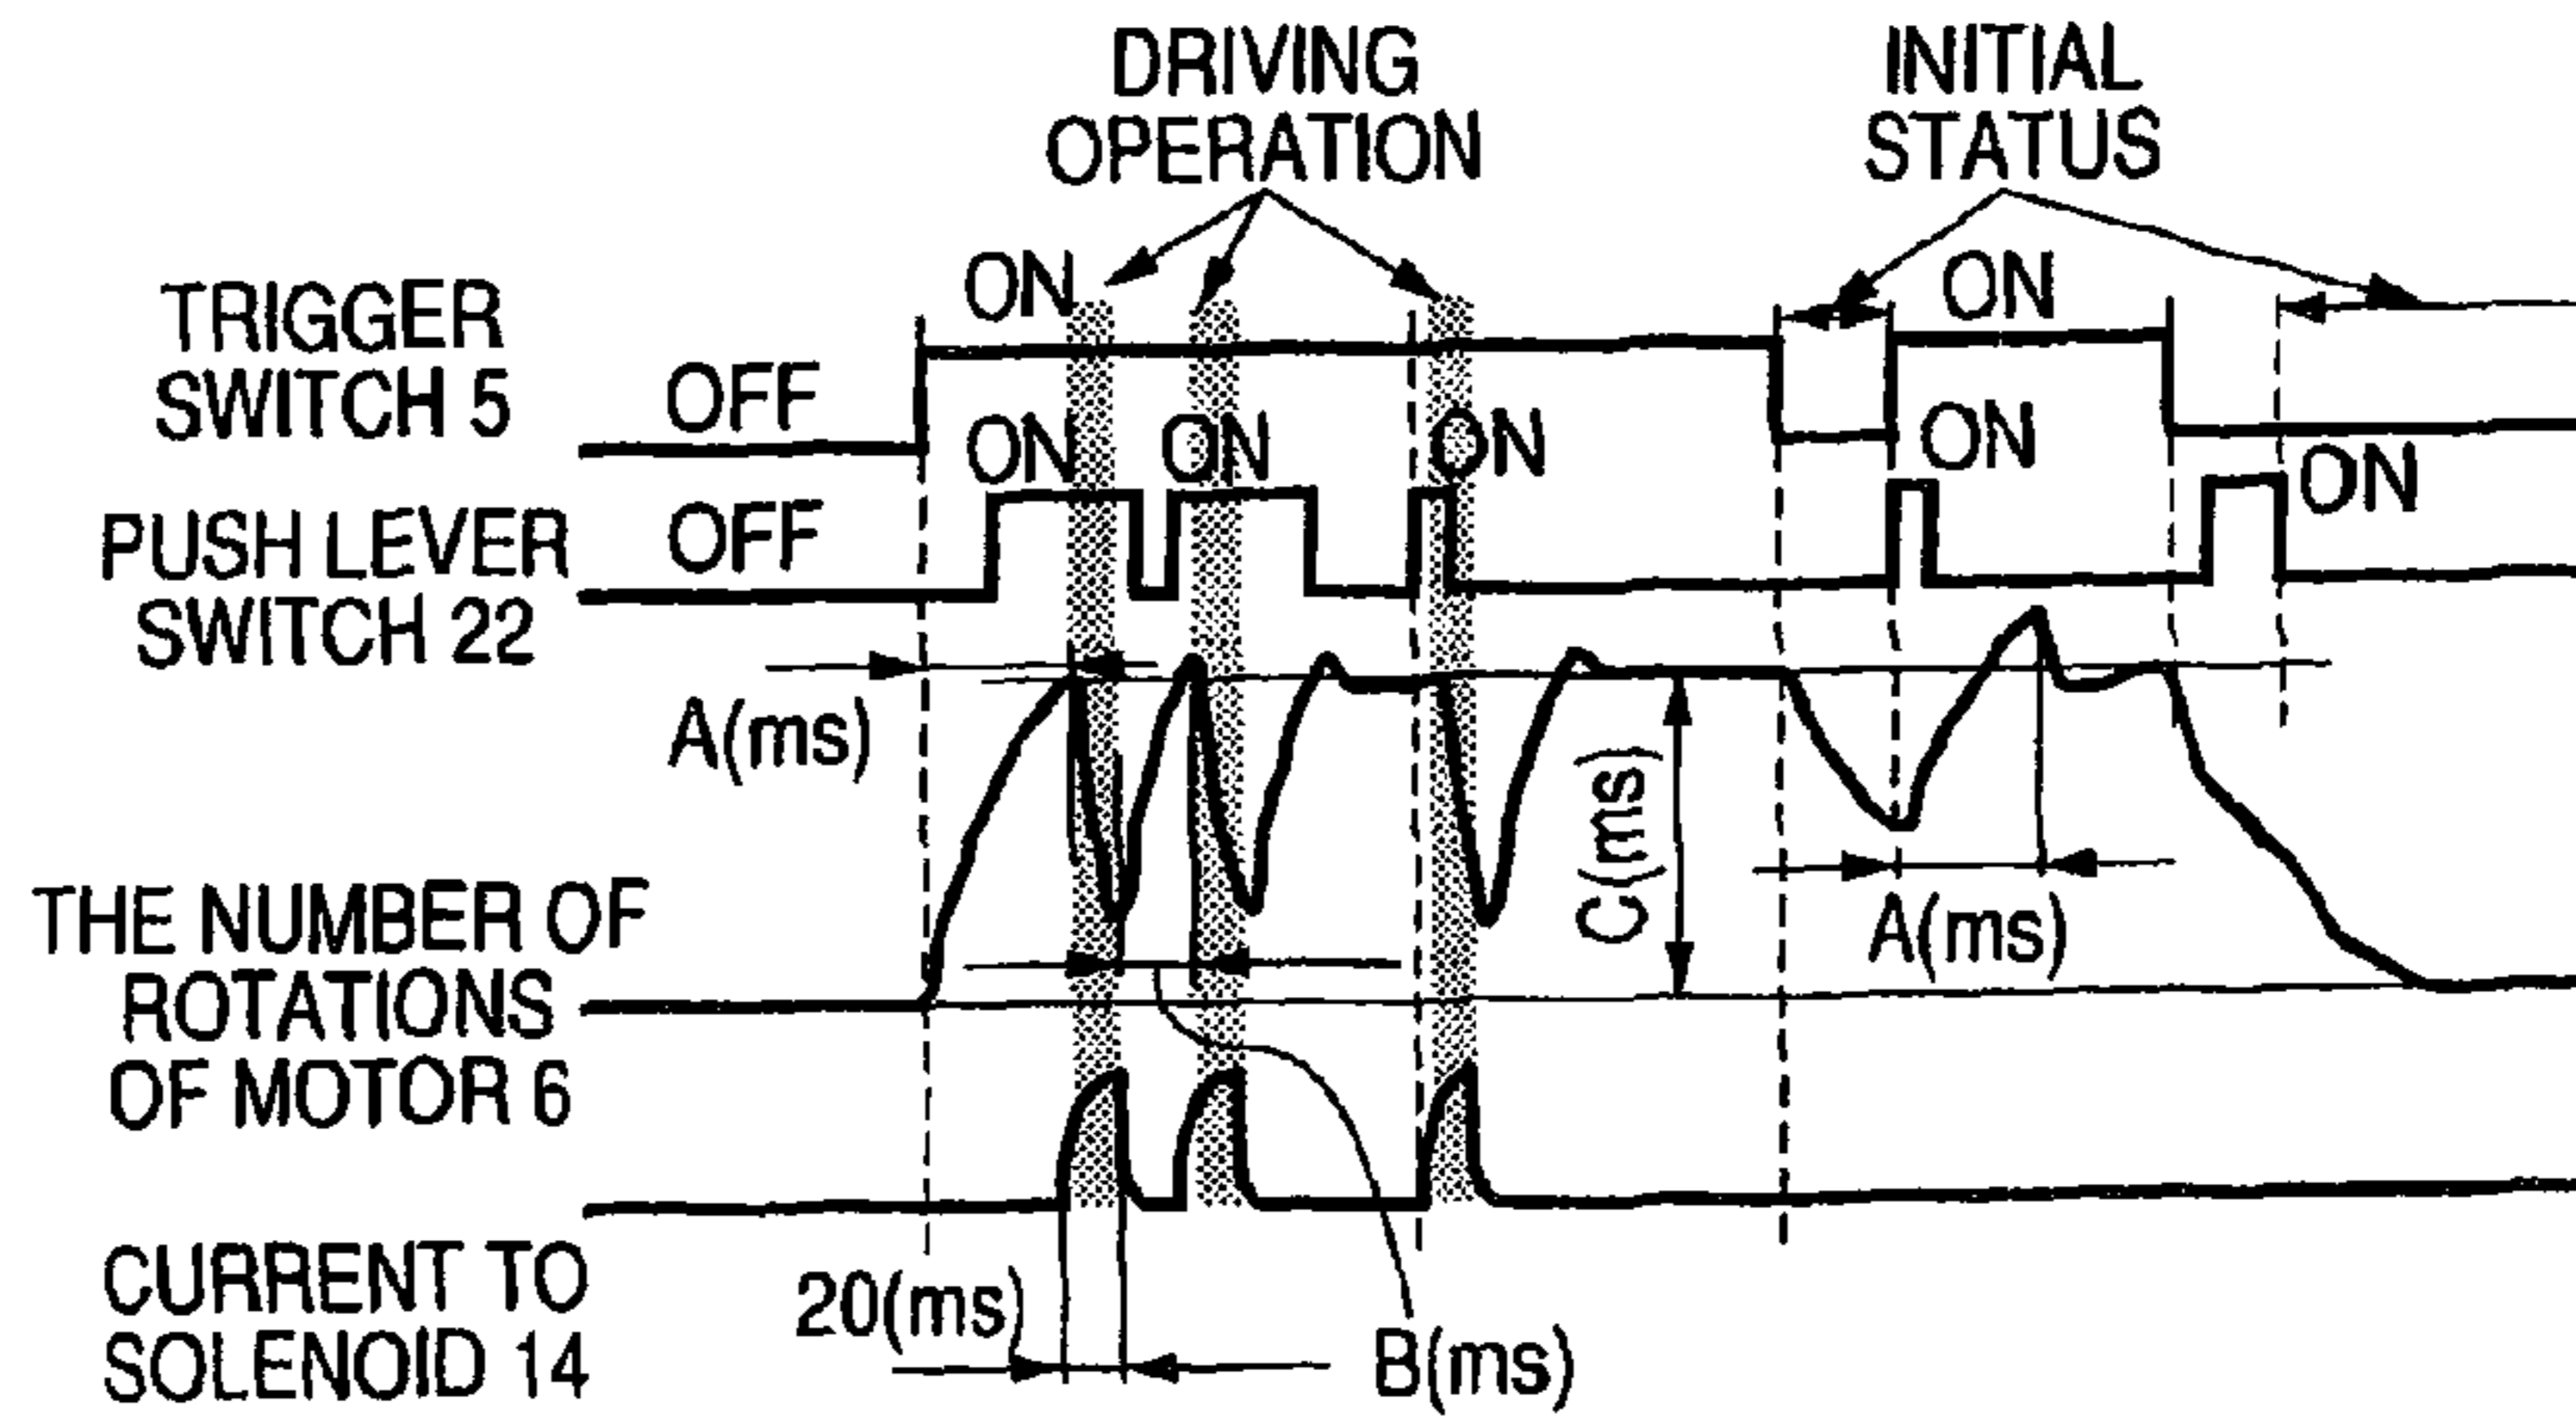 DRIVING
OPERATION
INITIAL
STATUS
TRIGGER
SWITCH 5
OFF
ON
ON
PUSH LEVER
SWITCH 22
OFF
ON
ON
ON
ON
ON
A(ms)
C(ms)
A(ms)
THE NUMBER OF
ROTATIONS
OF MOTOR 6
CURRENT TO
SOLENOID 14
20(ms)
B(ms)